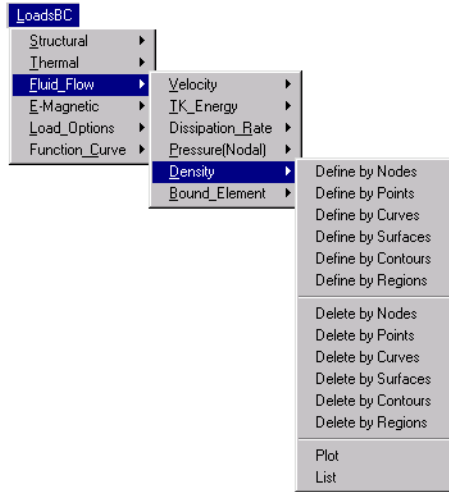 LoadsBC
Structural
Thermal
Fluid_Flow
E-Magnetic
Load_Options
Function_Curve
Velocity
TK_Energy
Dissipation_Rate
Pressure(Nodal)
Density
Bound_Element
Define by Nodes
Define by Points
Define by Curves
Define by Surfaces
Define by Contours
Define by Regions
Delete by Nodes
Delete by Points
Delete by Curves
Delete by Surfaces
Delete by Contours
Delete by Regions
Plot
List